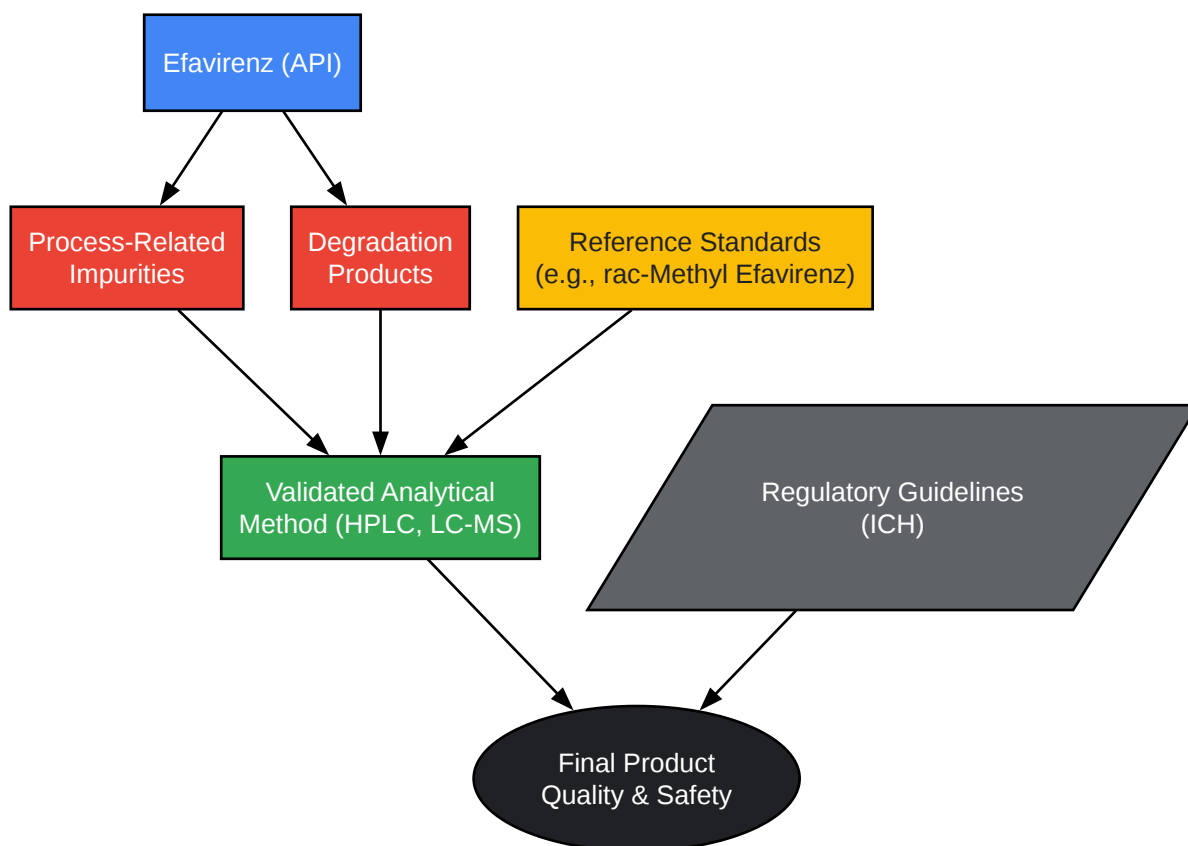 Efavirenz (API)
Process-Related
Impurities
Degradation
Products
Reference Standards
(e.g., rac-Methyl Efavirenz)
Validated Analytical
Method (HPLC, LC-MS)
Regulatory Guidelines
(ICH)
Final Product
Quality & Safety